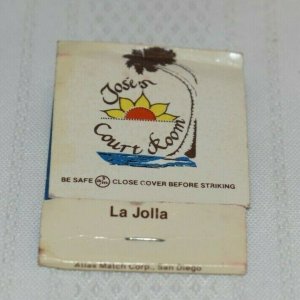 Jose's
Court Room
BE SAFE CLOSE COVER BEFORE STRIKING
La Jolla
Atlas Match Corp., San Diego